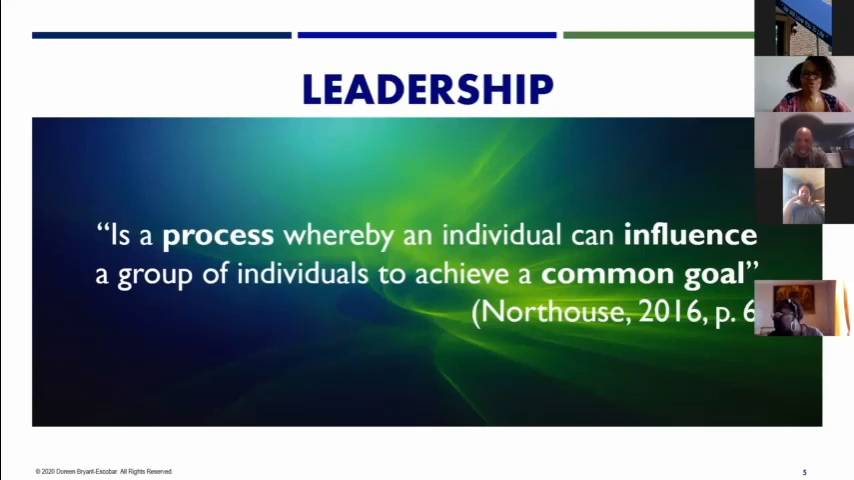 LEADERSHIP
“Is a process whereby an individual can influence
a group of individuals to achieve a common goal”
(Northouse, 2016, p. 6
© 2020 Doreen Bryant-Escobar. All Rights Reserved.
5